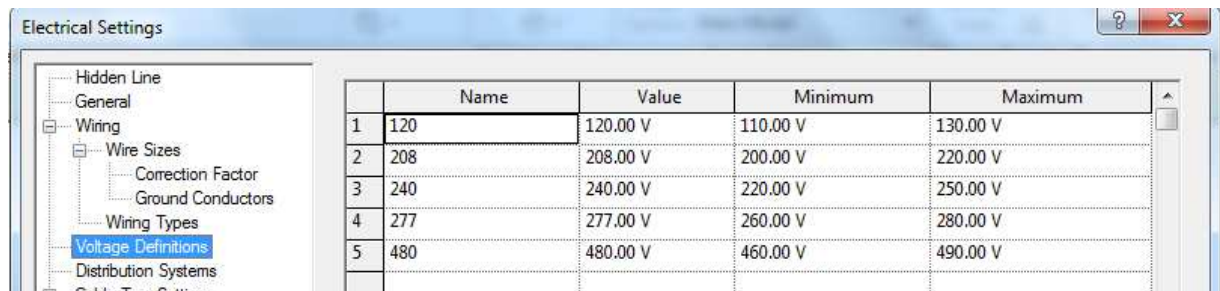 Electrical Settings
?
Hidden Line
General
Wiring
Wire Sizes
Correction Factor
Ground Conductors
Wiring Types
Voltage Definitions
Distribution Systems
Name Value Minimum Maximum
1 120 120.00 V 110.00 V 130.00 V
2 208 208.00 V 200.00 V 220.00 V
3 240 240.00 V 220.00 V 250.00 V
4 277 277.00 V 260.00 V 280.00 V
5 480 480.00 V 460.00 V 490.00 V